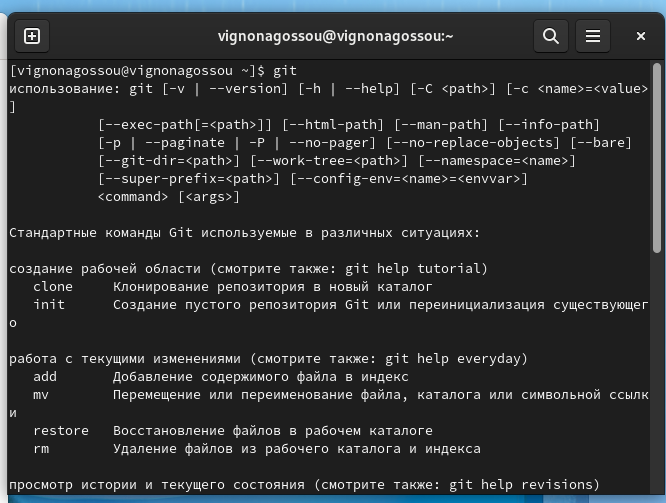 vignonagossou@vignonagossou:~
[vignonagossou@vignonagossou ~]$ git
использование: git [-v | --version] [-h | --help] [-C <path>] [-c <name>=<value>
]
[--exec-path[=<path>]] [--html-path] [--man-path] [--info-path]
[-p | --paginate | -P | --no-pager] [--no-replace-objects] [--bare]
[--git-dir=<path>] [--work-tree=<path>] [--namespace=<name>]
[--super-prefix=<path>] [--config-env=<name>=<envvar>]
<command> [<args>]
Стандартные команды Git используемые в различных ситуациях:
создание рабочей области (смотрите также: git help tutorial)
clone Клонирование репозитория в новый каталог
init Создание пустого репозитория Git или переинициализация существующег
о
работа с текущими изменениями (смотрите также: git help everyday)
add Добавление содержимого файла в индекс
mv Перемещение или переименование файла, каталога или символьной ссылк
и
restore Восстановление файлов в рабочем каталоге
rm Удаление файлов из рабочего каталога и индекса
просмотр истории и текущего состояния (смотрите также: git help revisions)